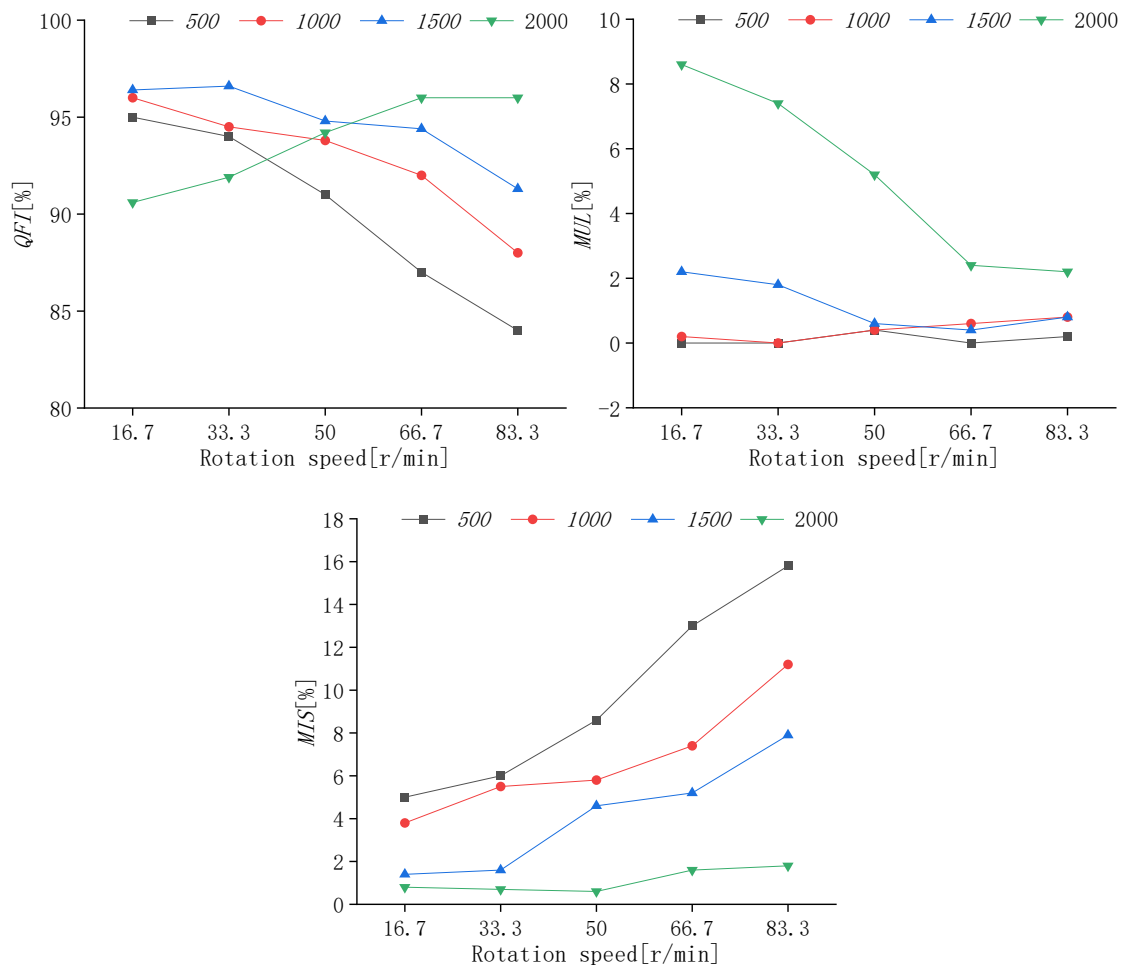 500 1000 1500 2000
100
95
90
85
80
QFI[%]
16.7 33.3 50 66.7 83.3
Rotation speed[r/min]
500 1000 1500 2000
10
8
6
4
2
0
-2
MUL[%]
16.7 33.3 50 66.7 83.3
Rotation speed[r/min]
500 1000 1500 2000
18
16
14
12
10
8
6
4
2
0
MIS[%]
16.7 33.3 50 66.7 83.3
Rotation speed[r/min]